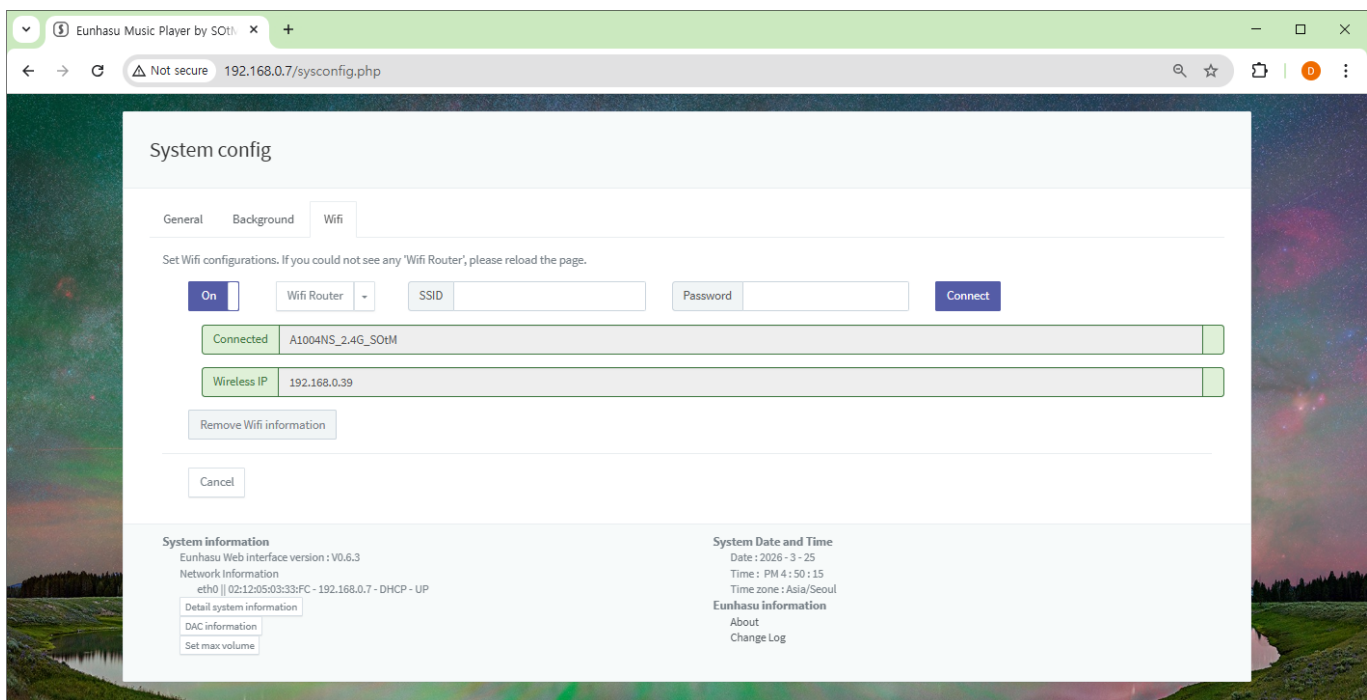 Eunhasu Music Player by SOtM
Not secure 192.168.0.7/sysconfig.php
D
System config
General Background Wifi
Set Wifi configurations. If you could not see any 'Wifi Router', please reload the page.
On Wifi Router SSID Password Connect
Connected A1004NS_2.4G_SOtM
Wireless IP 192.168.0.39
Remove Wifi information
Cancel
System information
Eunhasu Web interface version : V0.6.3
Network Information
eth0 || 02:12:05:03:33:FC - 192.168.0.7 - DHCP - UP
Detail system information
DAC information
Set max volume
System Date and Time
Date : 2026 - 3 - 25
Time : PM 4 : 50 : 15
Time zone : Asia/Seoul
Eunhasu information
About
Change Log